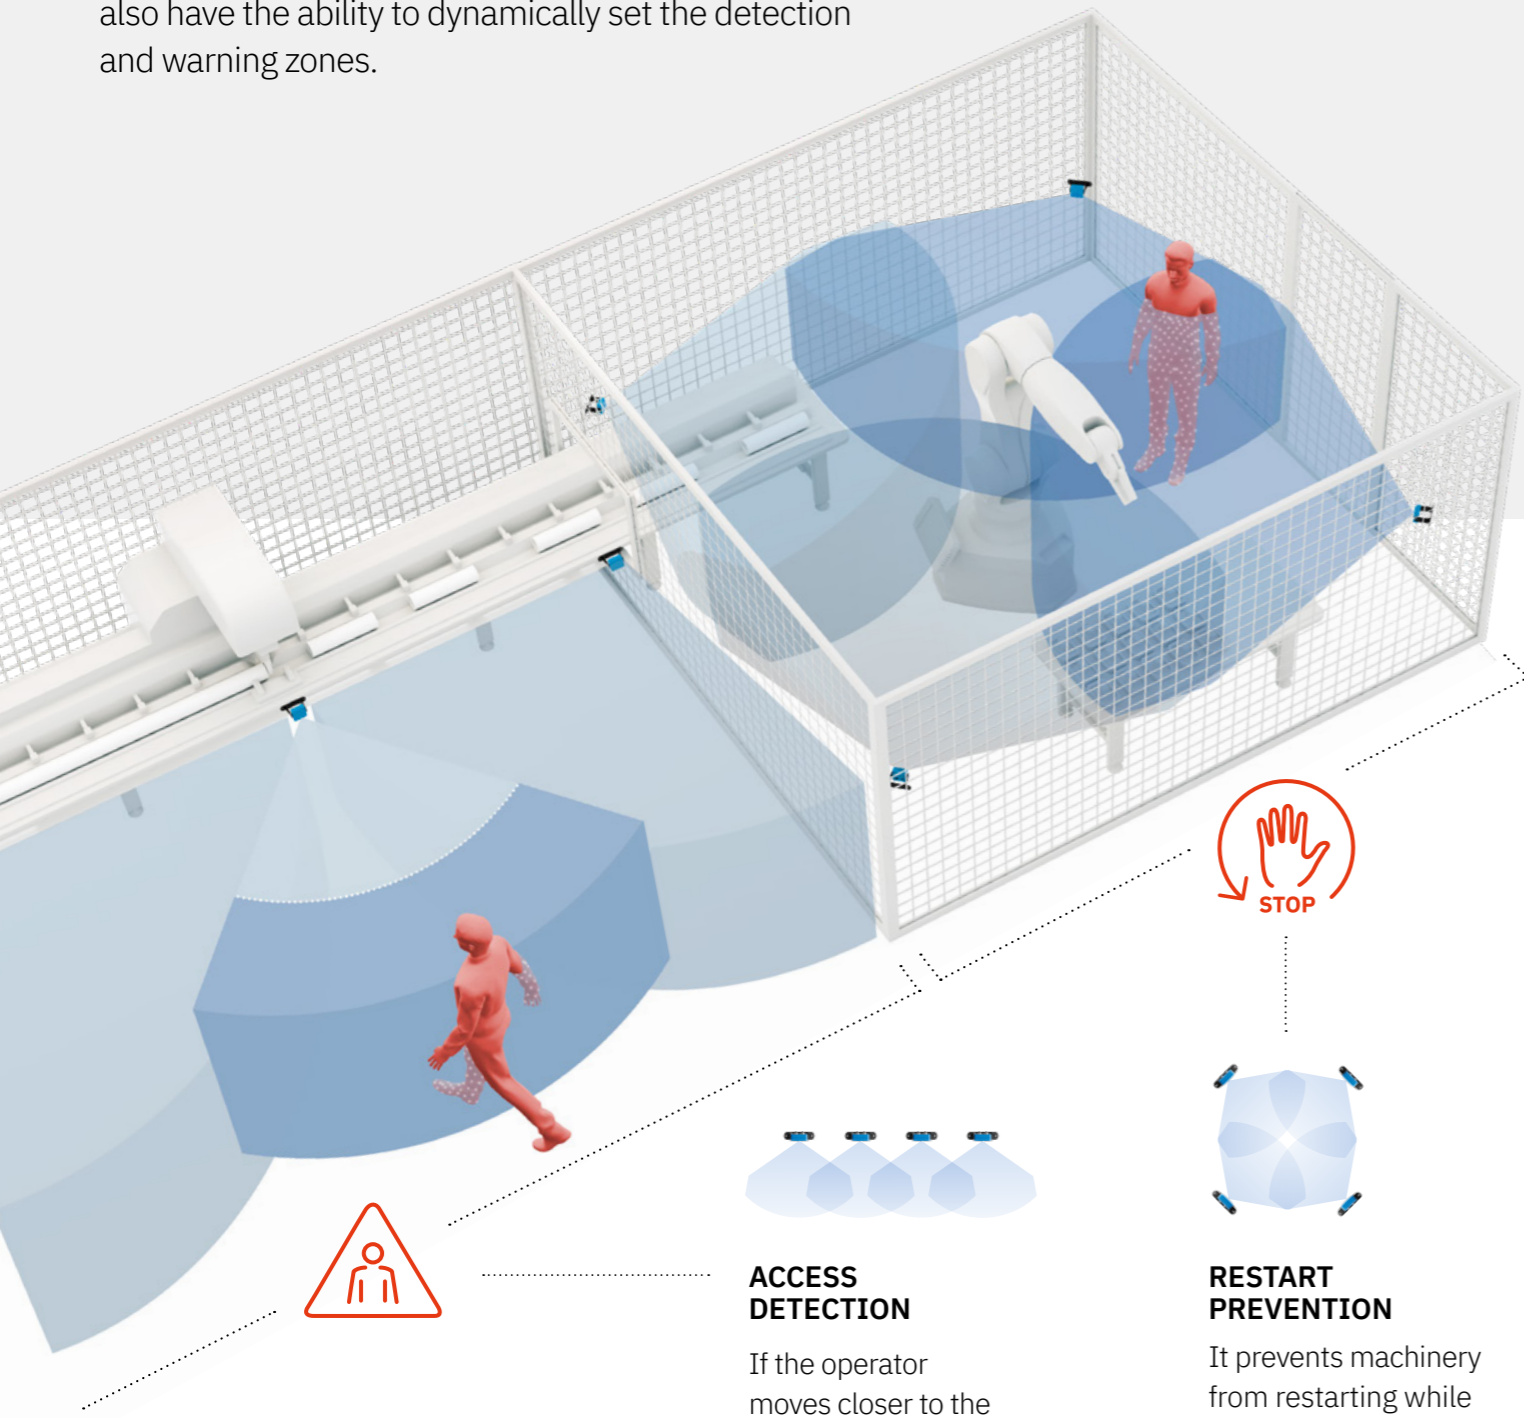 also have the ability to dynamically set the detection
and warning zones.
STOP
ACCESS
DETECTION
If the operator
moves closer to the
RESTART
PREVENTION
It prevents machinery
from restarting while